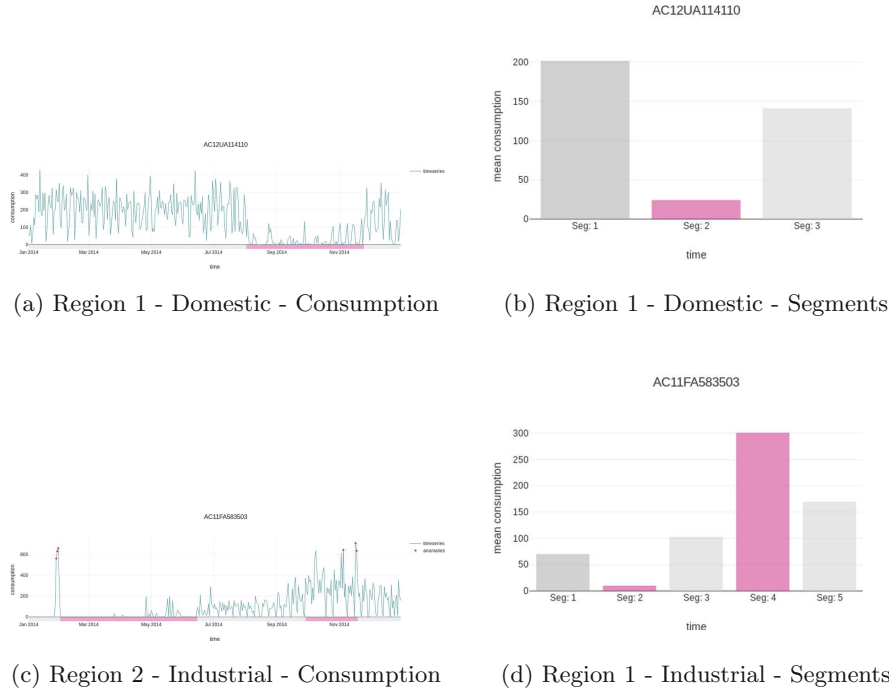 AC12UA114110
timeseries
consumption
400
300
200
100
0
Jan 2014
Mar 2014
May 2014
Jul 2014
Sep 2014
Nov 2014
time
(a) Region 1 - Domestic - Consumption
AC12UA114110
mean consumption
200
150
100
50
0
Seg: 1
Seg: 2
Seg: 3
time
(b) Region 1 - Domestic - Segments
AC11FA583503
timeseries
anomalies
consumption
600
400
200
0
Jan 2014
Mar 2014
May 2014
Jul 2014
Sep 2014
Nov 2014
time
(c) Region 2 - Industrial - Consumption
AC11FA583503
mean consumption
300
250
200
150
100
50
0
Seg: 1
Seg: 2
Seg: 3
Seg: 4
Seg: 5
time
(d) Region 1 - Industrial - Segments